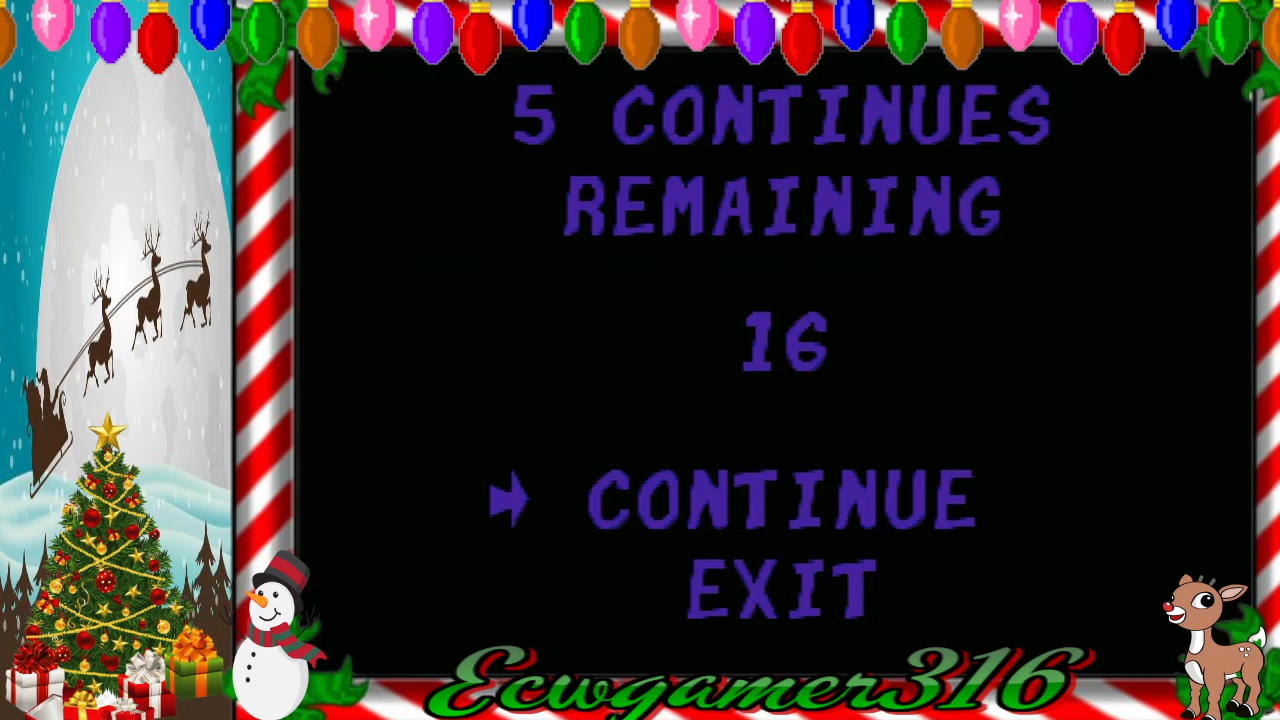 5 CONTINUES
REMAINING
16
CONTINUE
EXIT
Ecwgamer316